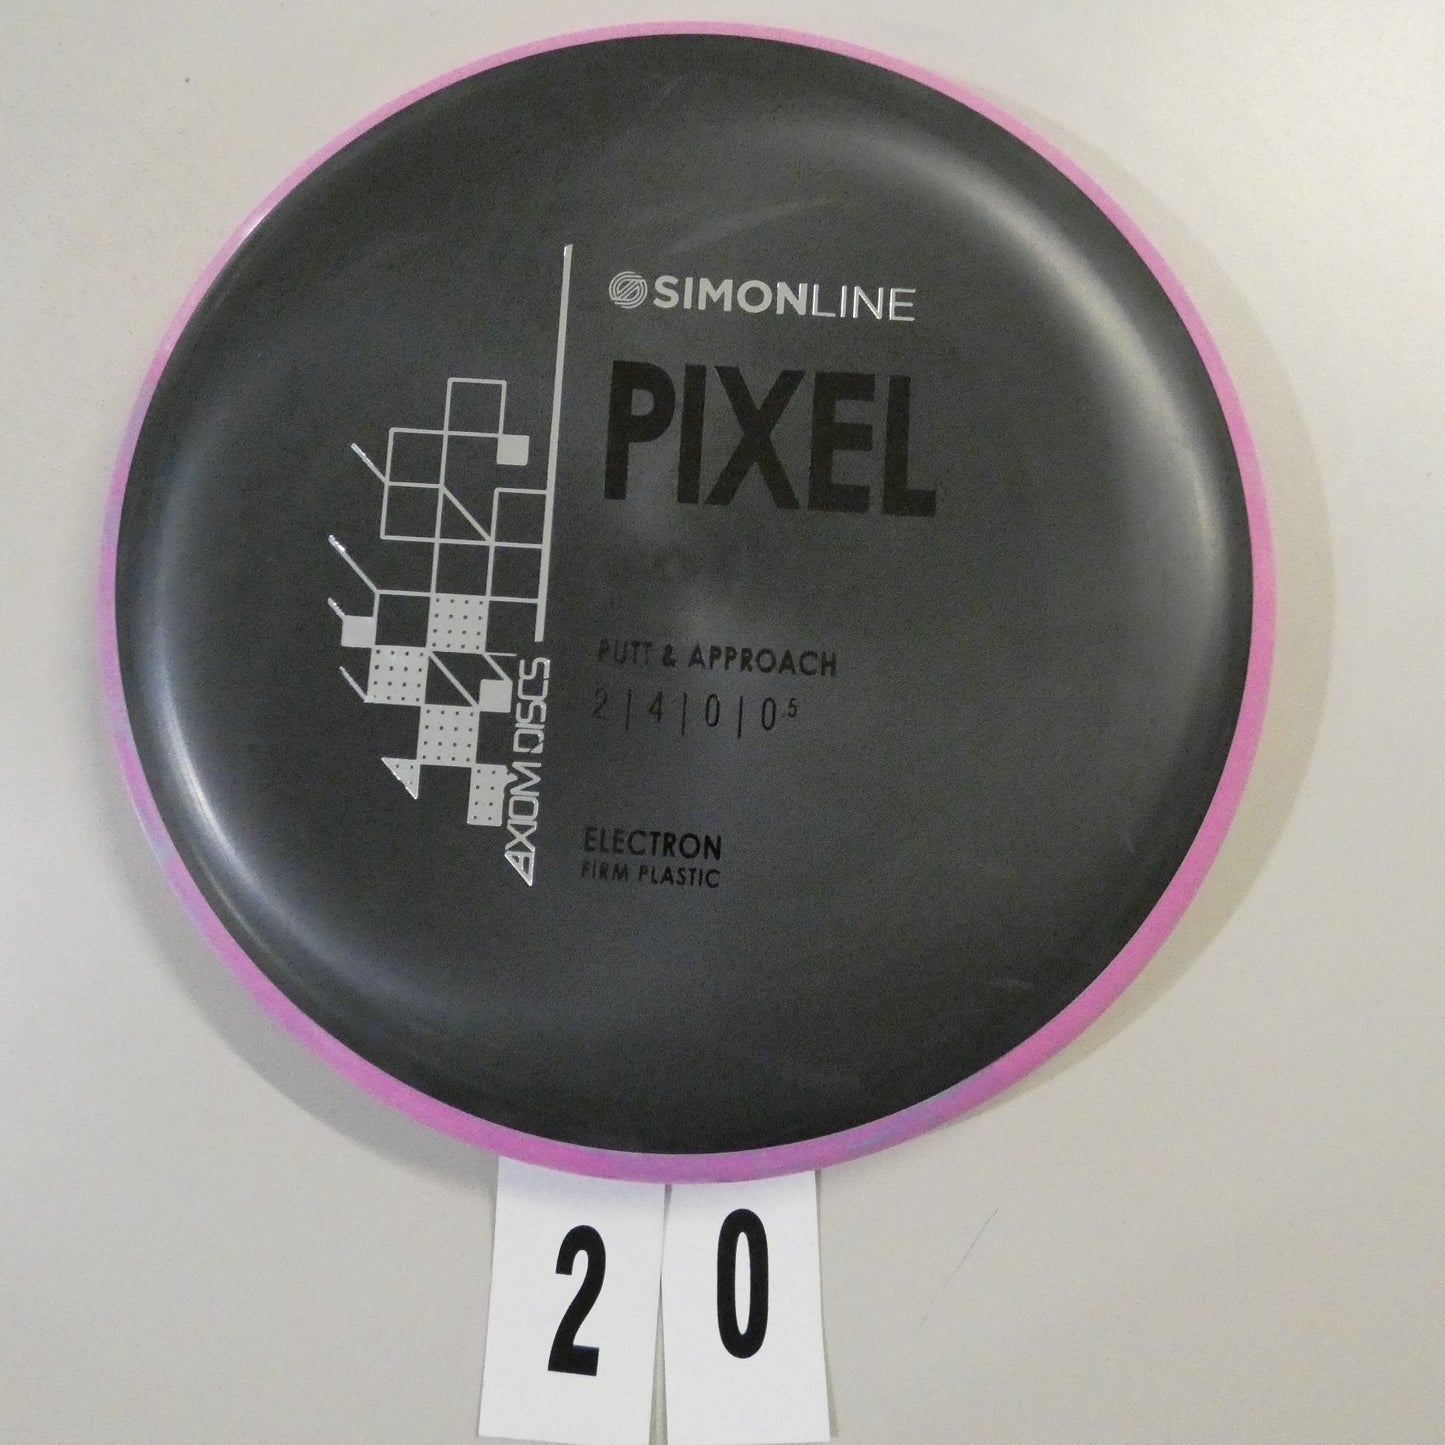 SIMONLINE
PIXEL
PUTT & APPROACH
2 | 4 | 0 | 0.5
AXIOM DISCS
ELECTRON
FIRM PLASTIC
2 0